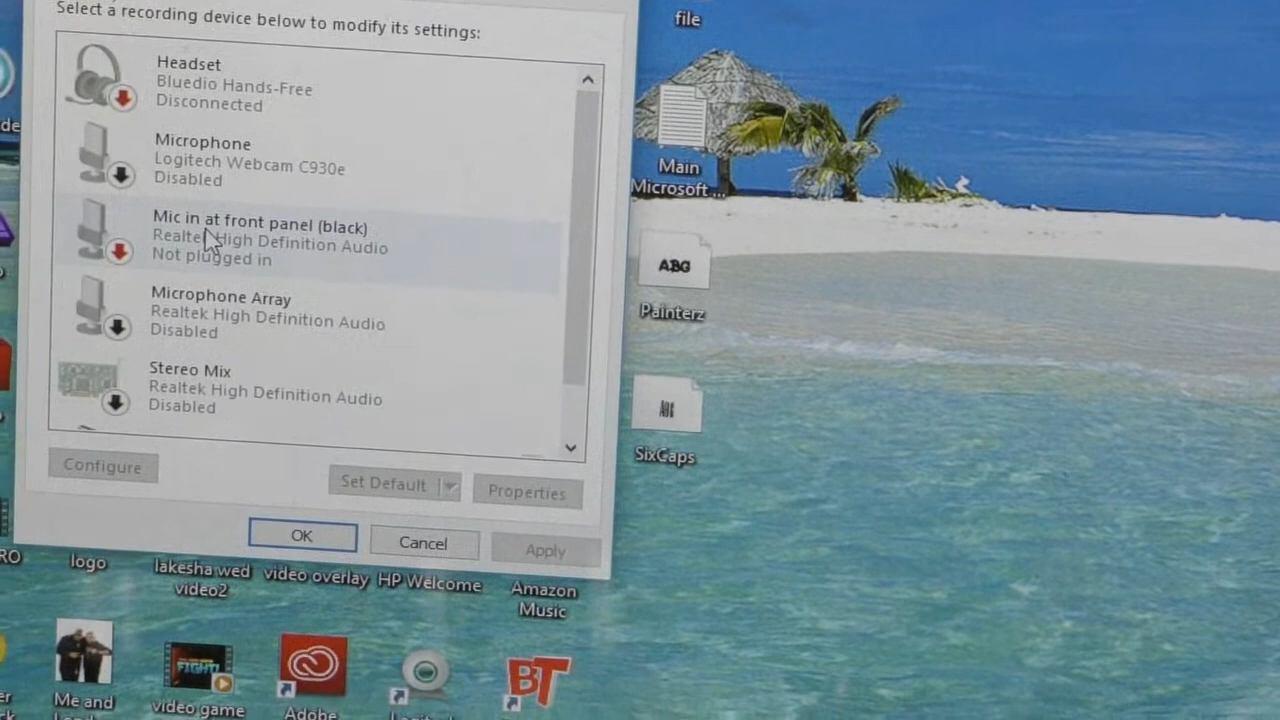 Select a recording device below to modify its settings:
Headset
Bluedio Hands-Free
Disconnected
Microphone
Logitech Webcam C930e
Disabled
Mic in at front panel (black)
Realtek High Definition Audio
Not plugged in
Microphone Array
Realtek High Definition Audio
Disabled
Stereo Mix
Realtek High Definition Audio
Disabled
Configure
Set Default
Properties
OK
Cancel
Apply
file
Main
Microsoft ...
ABG
Painterz
SixCaps
logo
lakesha wed
video2
video overlay
HP Welcome
Amazon
Music
Me and
FIGHT!
video game
Adobe
BT